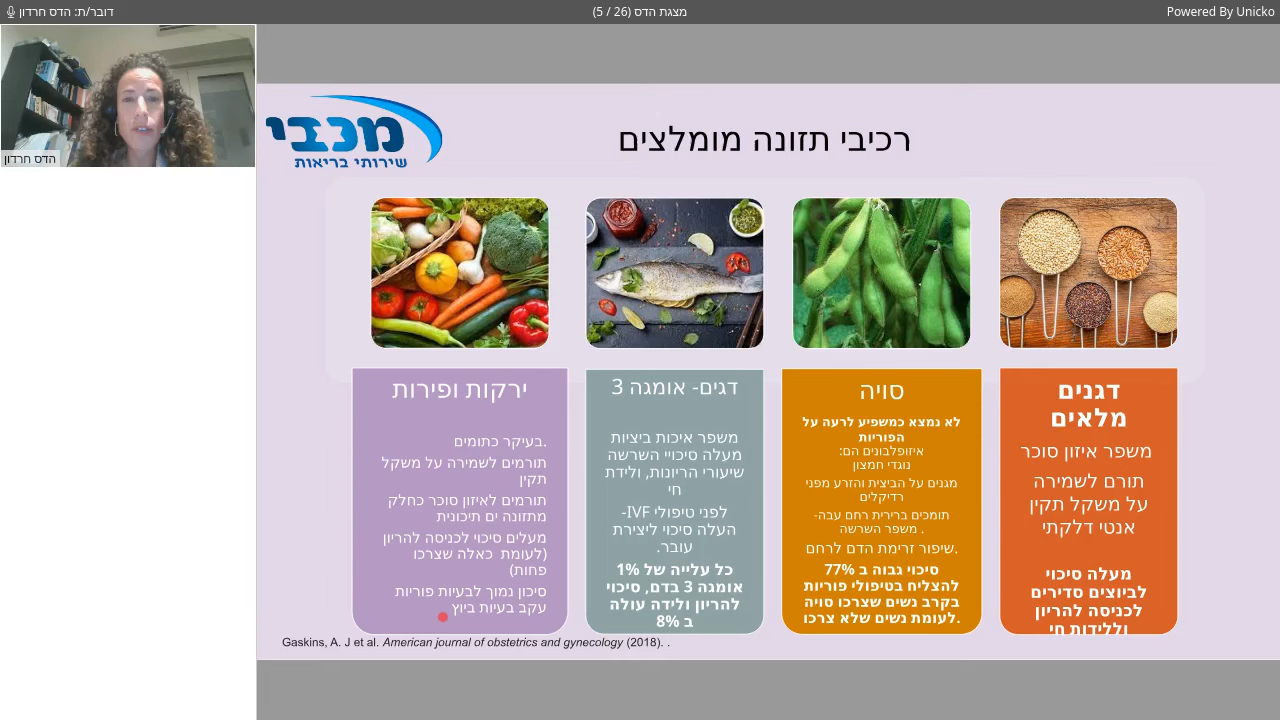 דובר/ת: הדס חרדון
מצגת הדס (26 / 5)
Powered By Unicko
הדס חרדון
מכבי
שירותי בריאות
רכיבי תזונה מומלצים
דגנים
מלאים
משפר איזון סוכר
תורם לשמירה
על משקל תקין
אנטי דלקתי
מעלה סיכוי
לביוצים סדירים
לכניסה להריון
וללידות חי
סויה
לא נמצא כמשפיע לרעה על
הפוריות
איזופלבונים הם:
נוגדי חמצון
מגנים על הביצית והזרע מפני
רדיקלים
תומכים ברירית רחם עבה-
משפר השרשה .
שיפור זרימת הדם לרחם.
סיכוי גבוה ב 77%
להצליח בטיפולי פוריות
בקרב נשים שצרכו סויה
לעומת נשים שלא צרכו.
דגים- אומגה 3
משפר איכות ביציות
מעלה סיכויי השרשה
שיעורי הריונות, ולידת
חי
לפני טיפולי IVF-
העלה סיכוי ליצירת
עובר.
כל עלייה של 1%
אומגה 3 בדם, סיכוי
להריון ולידה עולה
ב 8%
ירקות ופירות
בעיקר כתומים.
תורמים לשמירה על משקל
תקין
תורמים לאיזון סוכר כחלק
מתזונה ים תיכונית
מעלים סיכוי לכניסה להריון
(לעומת כאלה שצרכו
פחות)
סיכון נמוך לבעיות פוריות
עקב בעיות ביוץ
Gaskins, A. J et al. American journal of obstetrics and gynecology (2018). .